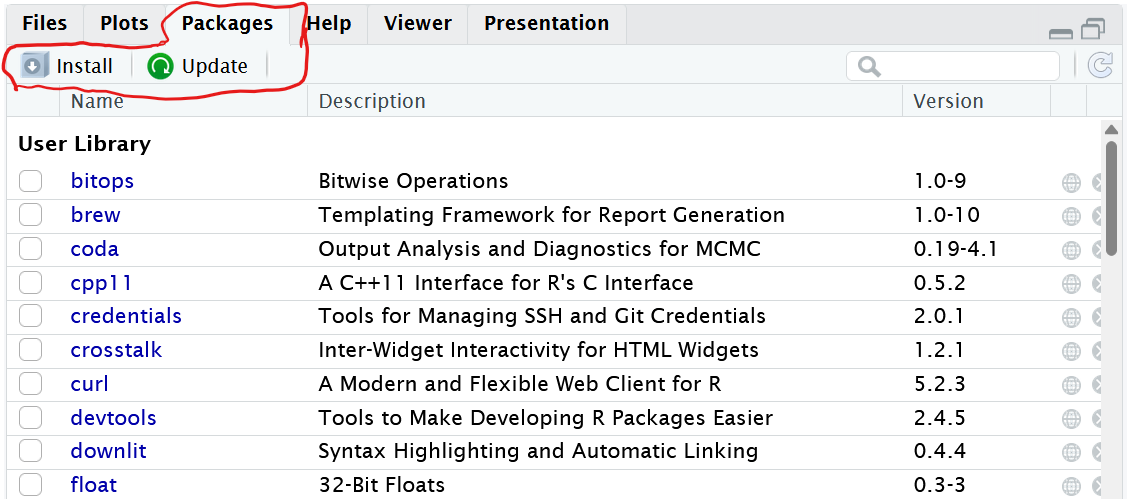 Files Plots Packages Help Viewer Presentation
Install Update
Name Description Version
User Library
bitops Bitwise Operations 1.0-9
brew Templating Framework for Report Generation 1.0-10
coda Output Analysis and Diagnostics for MCMC 0.19-4.1
cpp11 A C++11 Interface for R's C Interface 0.5.2
credentials Tools for Managing SSH and Git Credentials 2.0.1
crosstalk Inter-Widget Interactivity for HTML Widgets 1.2.1
curl A Modern and Flexible Web Client for R 5.2.3
devtools Tools to Make Developing R Packages Easier 2.4.5
downlit Syntax Highlighting and Automatic Linking 0.4.4
float 32-Bit Floats 0.3-3